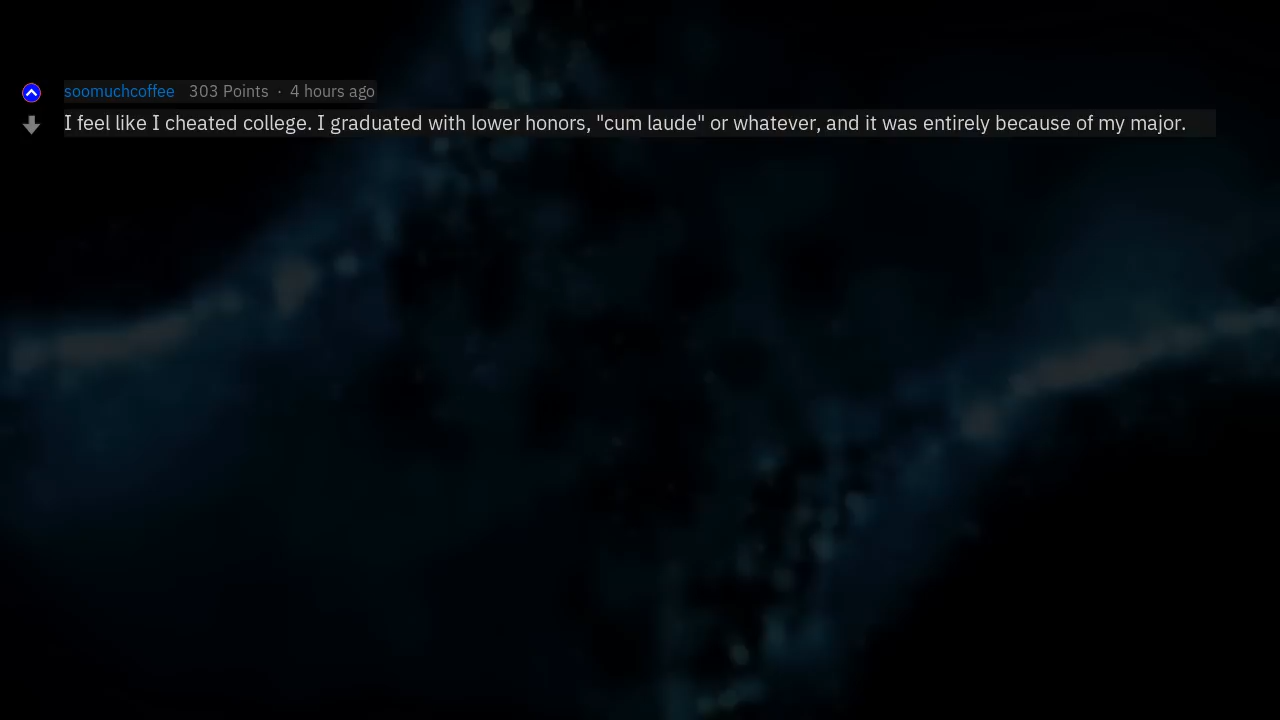 soomuchcoffee 303 Points · 4 hours ago
I feel like I cheated college. I graduated with lower honors, "cum laude" or whatever, and it was entirely because of my major.